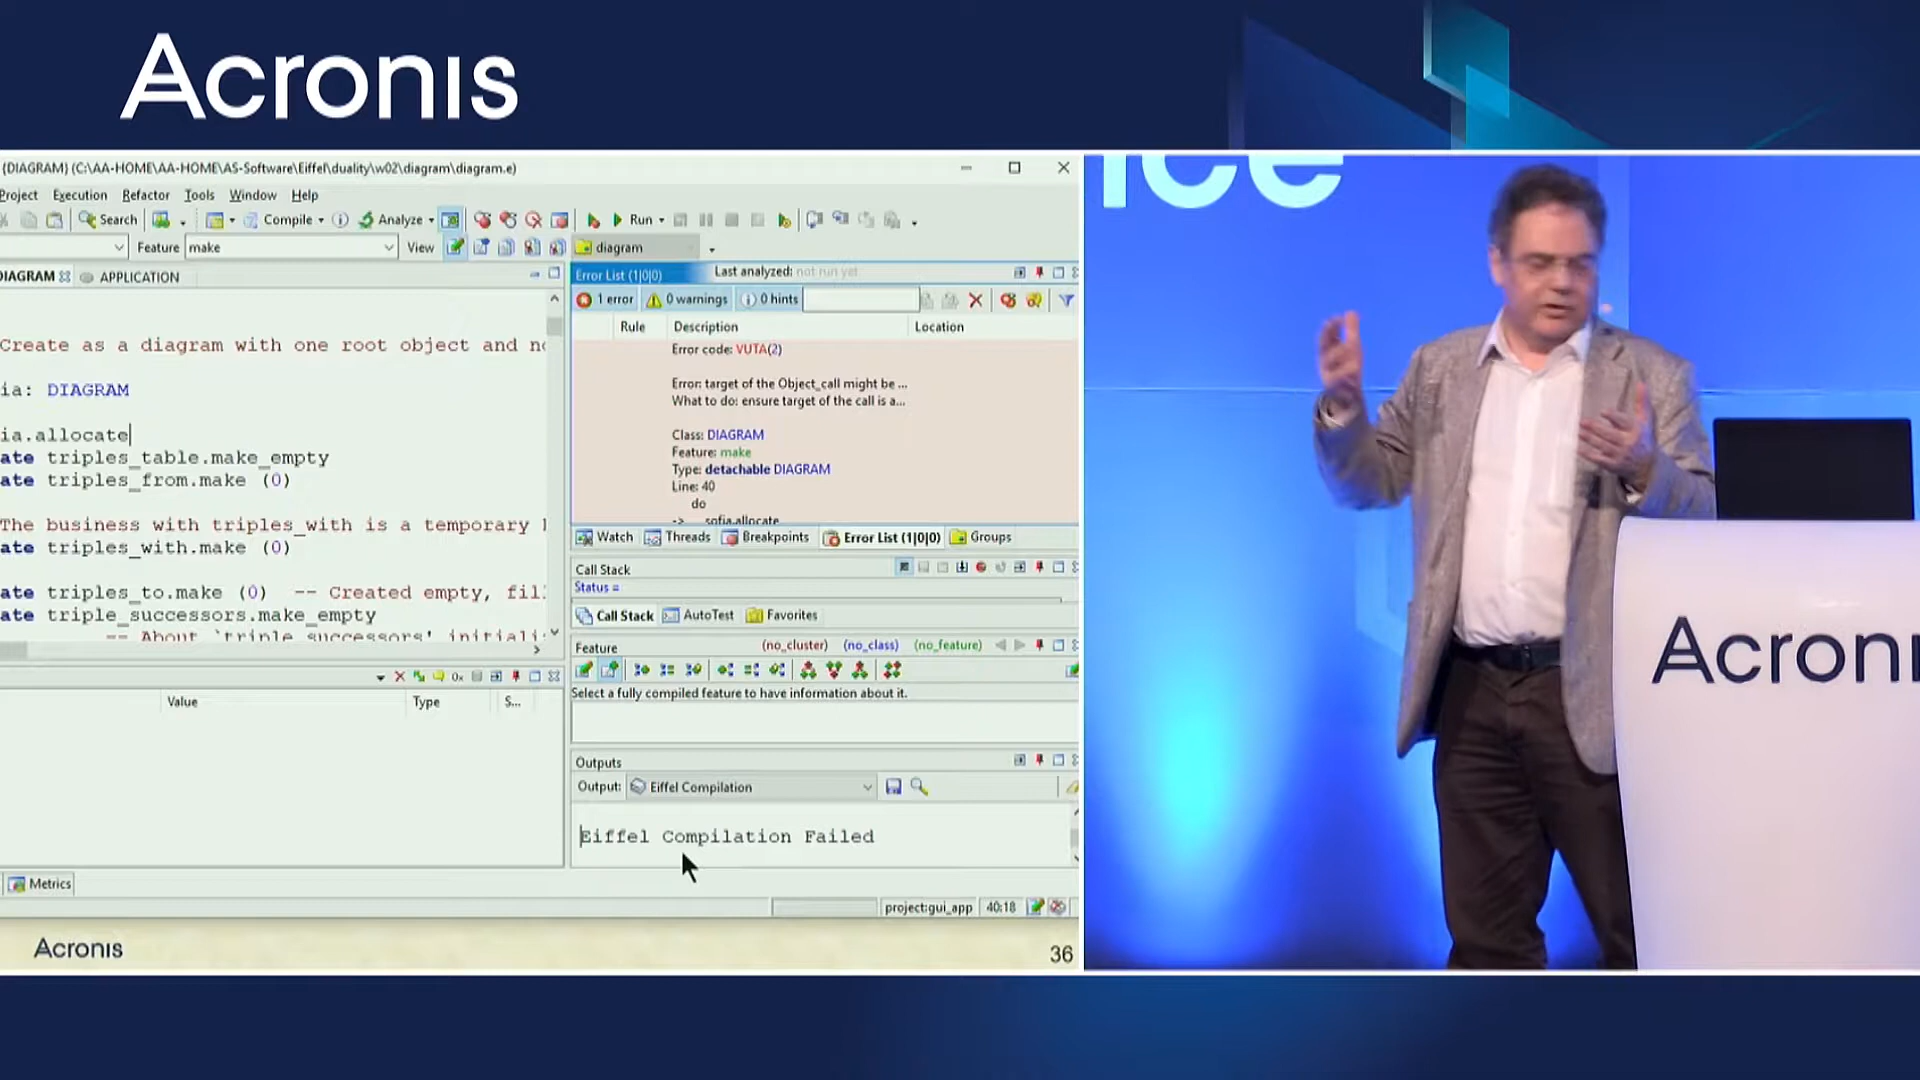 Acronis
(DIAGRAM) (C:\AA-HOME\AA-HOME\AS-Software\Eiffel\duality\w02\diagram\diagram.e)
Project Execution Refactor Tools Window Help
Search Compile Analyze Run
Feature make View diagram
DIAGRAM APPLICATION
Create as a diagram with one root object and no
ia: DIAGRAM
ia.allocate
ate triples_table.make_empty
ate triples_from.make (0)
The business with triples_with is a temporary
ate triples_with.make (0)
ate triples_to.make (0) -- Created empty, fil
ate triple_successors.make_empty
-- About `triple_successors' initiali
Value Type S...
Metrics
Error List (1|0|0) Last analyzed: not run yet
1 error 0 warnings 0 hints
Rule Description Location
Error code: VUTA(2)
Error: target of the Object_call might be ...
What to do: ensure target of the call is a...
Class: DIAGRAM
Feature: make
Type: detachable DIAGRAM
Line: 40
do
-> sofia.allocate
Watch Threads Breakpoints Error List (1|0|0) Groups
Call Stack
Status =
Call Stack AutoTest Favorites
Feature (no_cluster) (no_class) (no_feature)
Select a fully compiled feature to have information about it.
Outputs
Output: Eiffel Compilation
Eiffel Compilation Failed
project:gui_app 40:18
Acronis
36
ice
Acroni